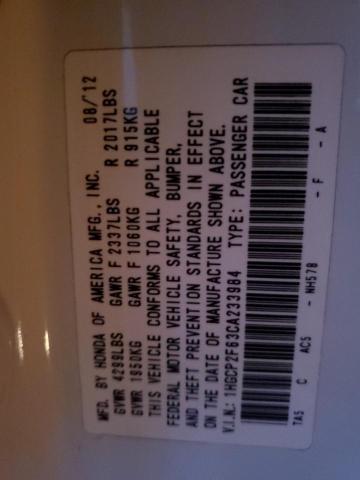 MFD. BY HONDA OF AMERICA MFG., INC. 08/12
GVWR 4299LBS GAWR F 2337LBS R 2017LBS
GVWR 1950KG GAWR F 1060KG R 915KG
THIS VEHICLE CONFORMS TO ALL APPLICABLE
FEDERAL MOTOR VEHICLE SAFETY, BUMPER,
AND THEFT PREVENTION STANDARDS IN EFFECT
ON THE DATE OF MANUFACTURE SHOWN ABOVE.
V.I.N.: 1HGCP2F63CA233984 TYPE: PASSENGER CAR
TA5 C AC5 - NH578 - F - A